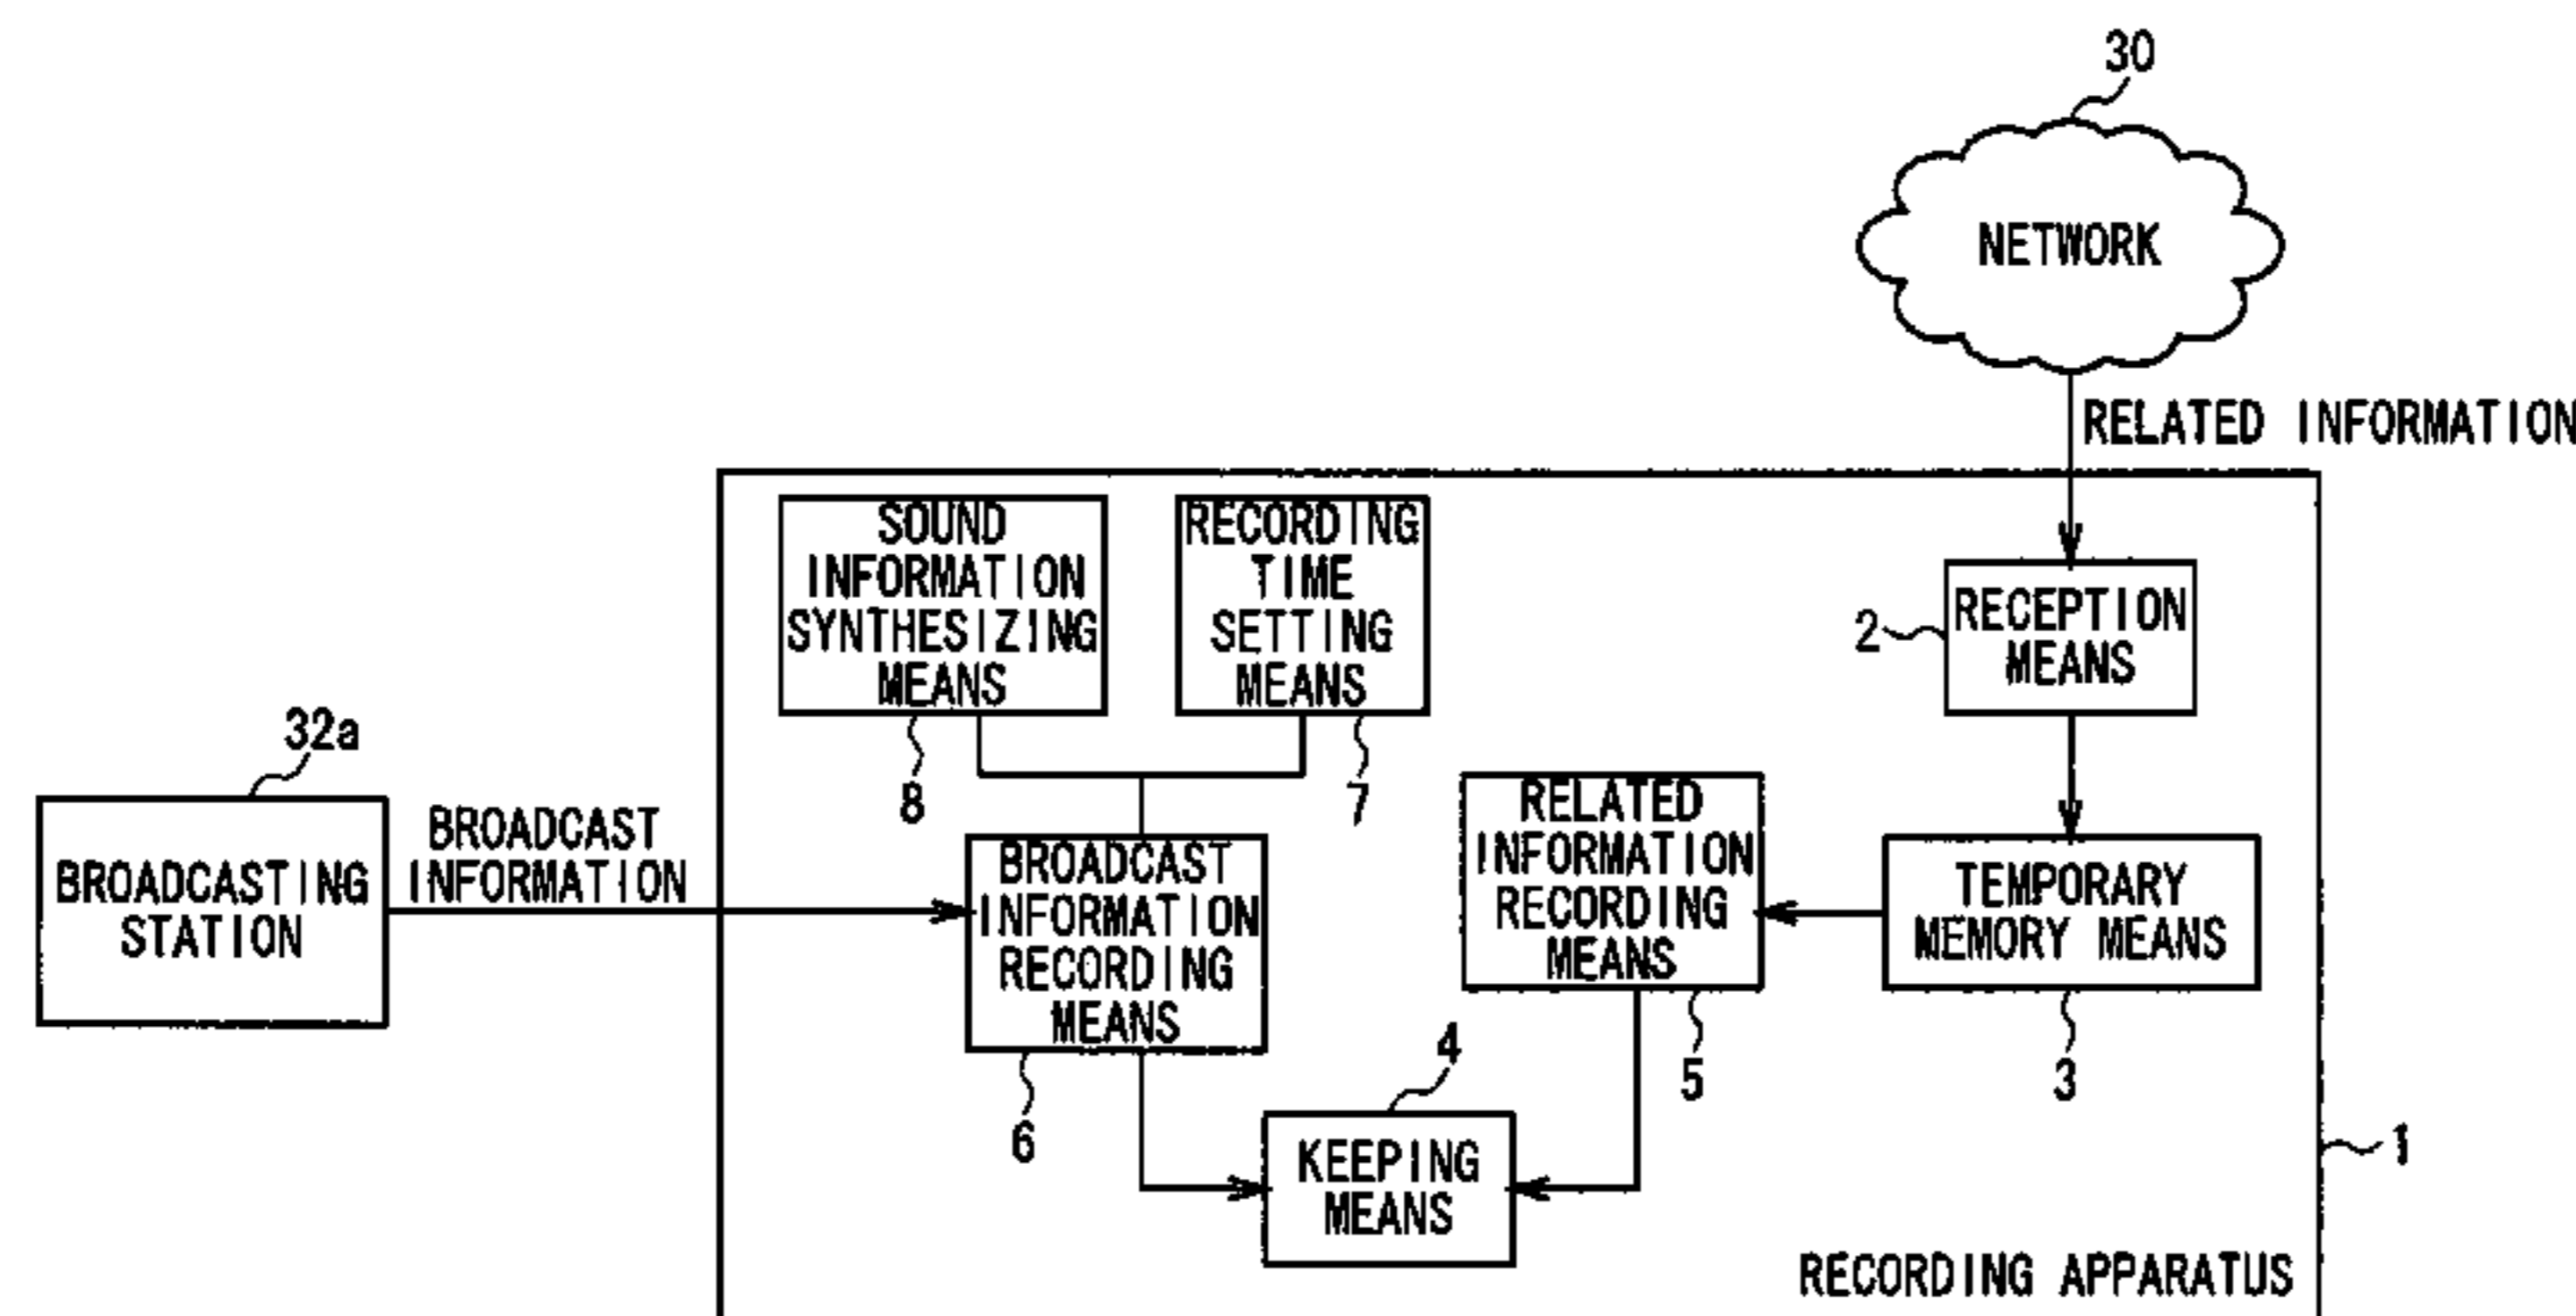 30
NETWORK
RELATED INFORMATION
SOUND
INFORMATION
SYNTHESIZING
MEANS
8
RECORDING
TIME
SETTING
MEANS
7
2
RECEPTION
MEANS
32a
BROADCASTING
STATION
BROADCAST
INFORMATION
BROADCAST
INFORMATION
RECORDING
MEANS
6
RELATED
INFORMATION
RECORDING
MEANS
5
TEMPORARY
MEMORY MEANS
3
4
KEEPING
MEANS
1
RECORDING APPARATUS